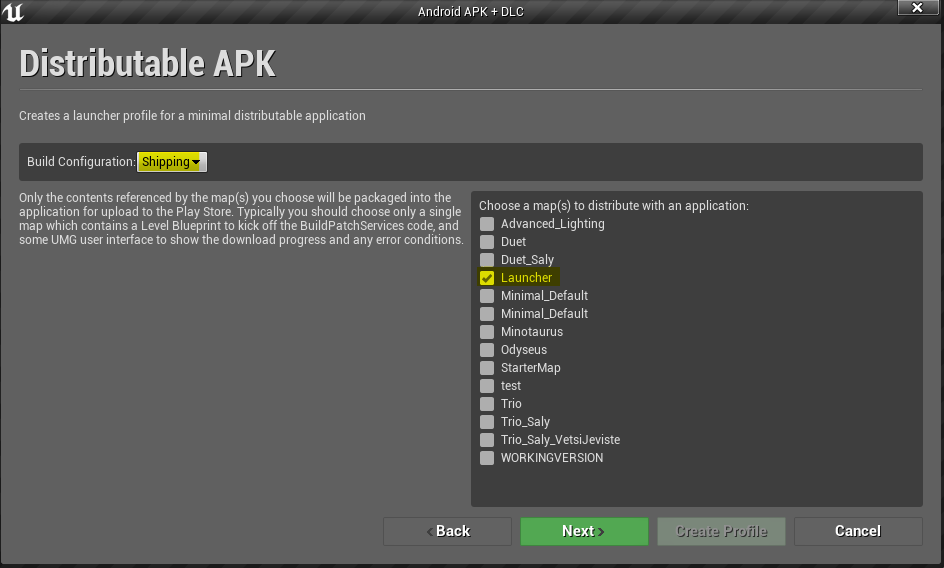 Android APK + DLC
Distributable APK
Creates a launcher profile for a minimal distributable application
Build Configuration: Shipping
Only the contents referenced by the map(s) you choose will be packaged into the
application for upload to the Play Store. Typically you should choose only a single
map which contains a Level Blueprint to kick off the BuildPatchServices code, and
some UMG user interface to show the download progress and any error conditions.
Choose a map(s) to distribute with an application:
Advanced_Lighting
Duet
Duet_Saly
Launcher
Minimal_Default
Minimal_Default
Minotaurus
Odyseus
StarterMap
test
Trio
Trio_Saly
Trio_Saly_VetsiJeviste
WORKINGVERSION
< Back
Next >
Create Profile
Cancel